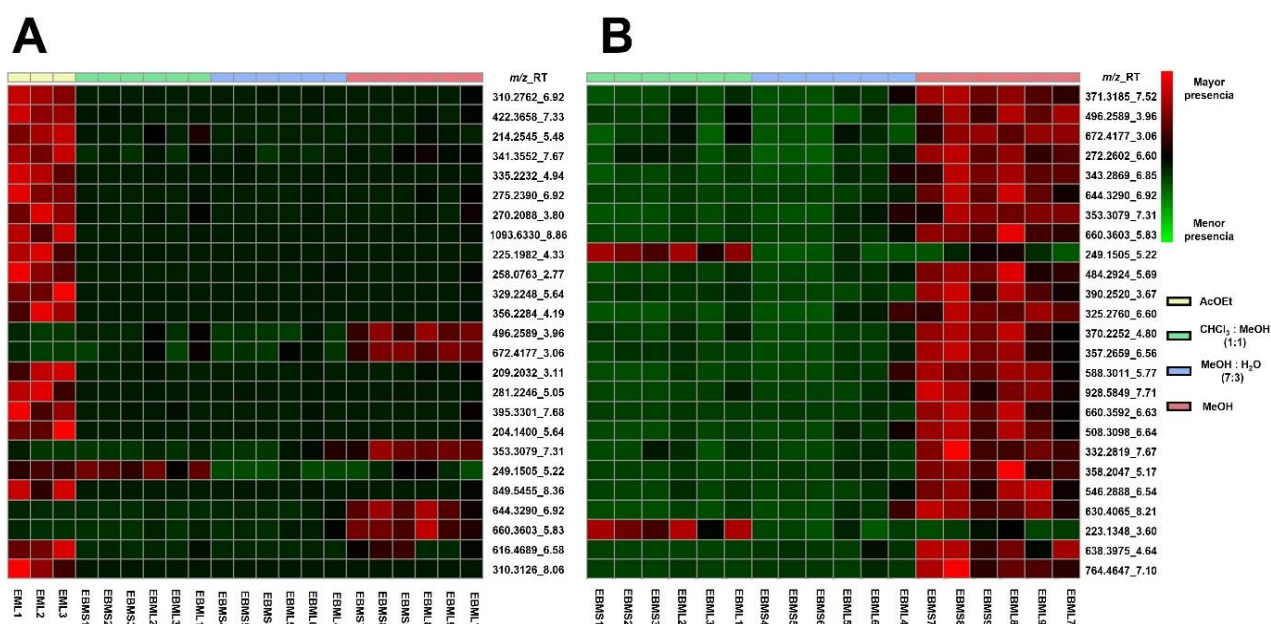 A
B
m/z_RT
310.2762_6.92
422.3658_7.33
214.2545_5.48
341.3552_7.67
335.2232_4.94
275.2390_6.92
270.2088_3.80
1093.6330_8.86
225.1982_4.33
258.0763_2.77
329.2248_5.64
356.2284_4.19
496.2589_3.96
672.4177_3.06
209.2032_3.11
281.2246_5.05
395.3301_7.68
204.1400_5.64
353.3079_7.31
249.1505_5.22
849.5455_8.36
644.3290_6.92
660.3603_5.83
616.4689_6.58
310.3126_8.06
EML1
EML2
EML3
m/z_RT
371.3185_7.52
496.2589_3.96
672.4177_3.06
272.2602_6.60
343.2869_6.85
644.3290_6.92
353.3079_7.31
660.3603_5.83
249.1505_5.22
484.2924_5.69
390.2520_3.67
325.2760_6.60
370.2252_4.80
357.2659_6.56
588.3011_5.77
928.5849_7.71
660.3592_6.63
508.3098_6.64
332.2819_7.67
358.2047_5.17
546.2888_6.54
630.4065_8.21
223.1348_3.60
638.3975_4.64
764.4647_7.10
EBMS1
EBMS2
EBMS3
EBML2
EBML3
EBML1
EBMS4
EBMS5
EBMS6
EBML5
EBML6
EBML4
EBMS7
EBMS8
EBMS9
EBML8
EBML9
EBML7
Mayor
presencia
Menor
presencia
AcOEt
CHCl₃ : MeOH
(1:1)
MeOH : H₂O
(7:3)
MeOH